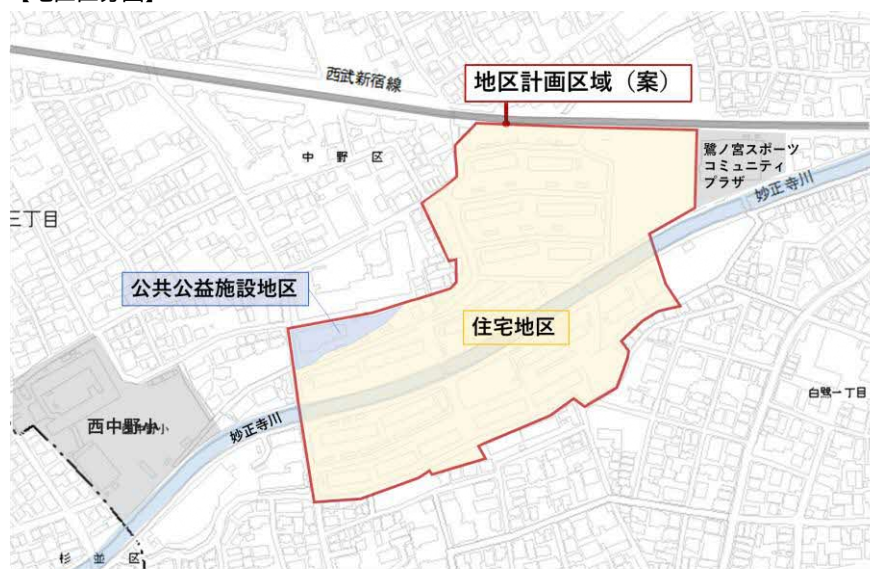 西武新宿線
地区計画区域(案)
中野区
鷺ノ宮スポーツ
コミュニティ
プラザ
妙正寺川
三丁目
公共公益施設地区
住宅地区
白鷺一丁目
西中野小
妙正寺川
杉並区